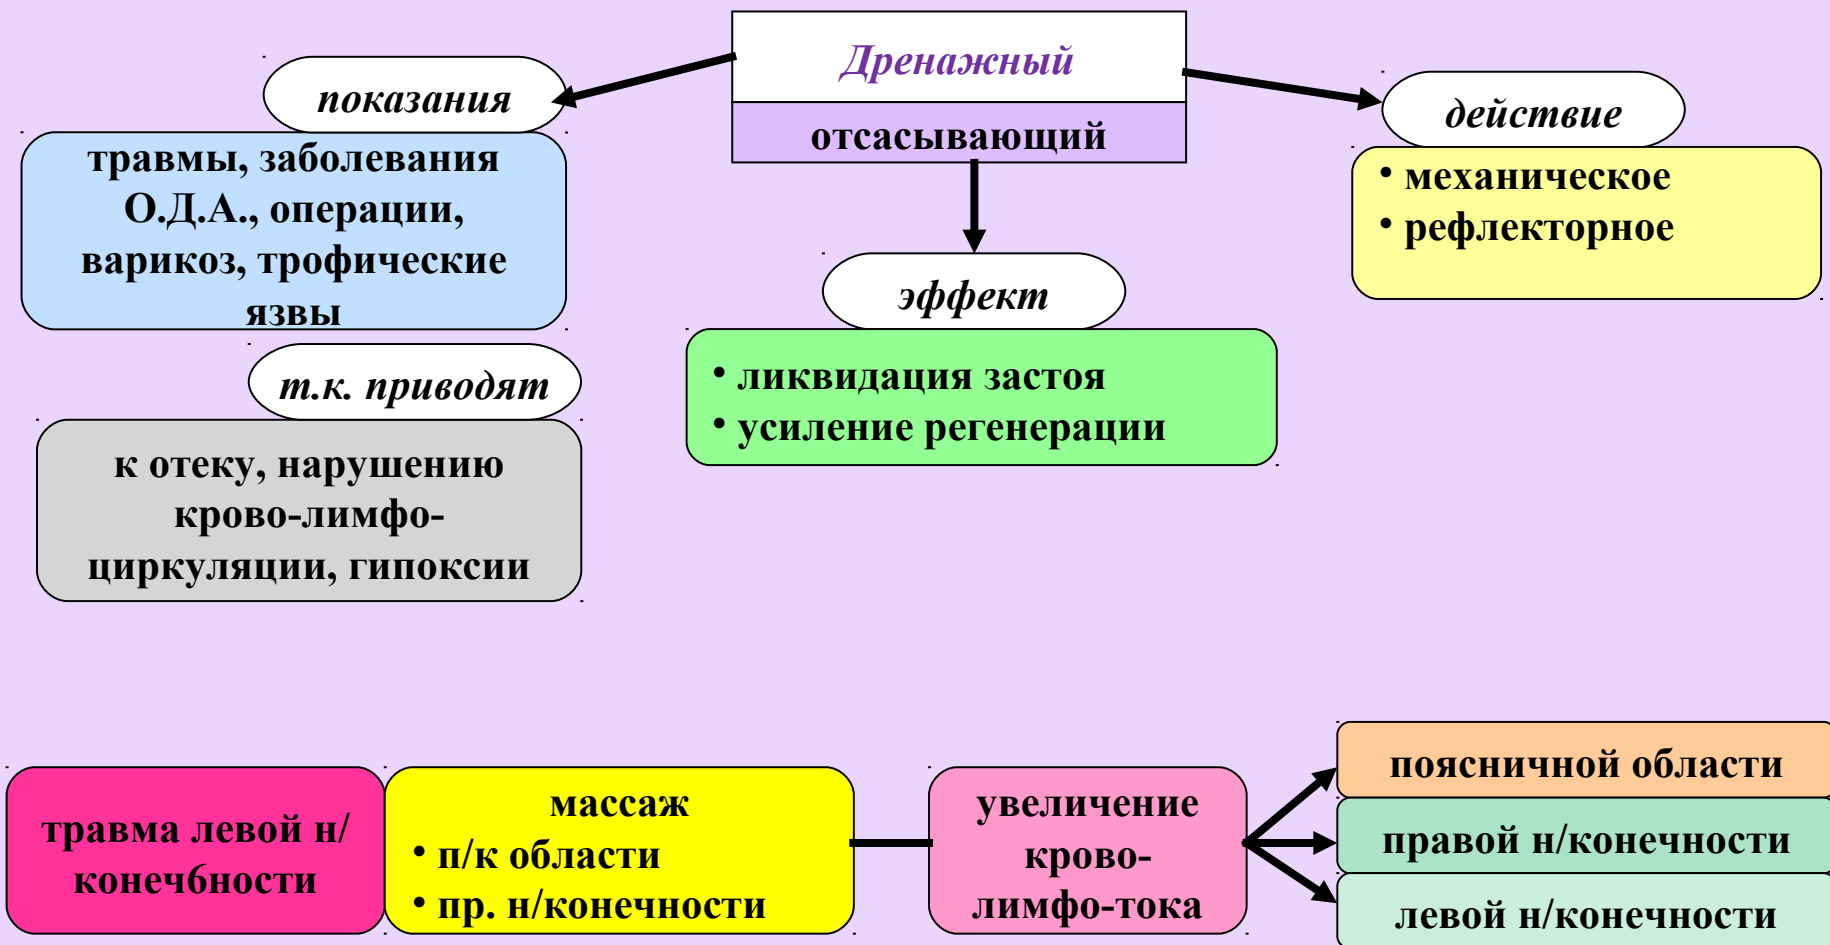 Дренажный
отсасывающий
показания
травмы, заболевания
О.Д.А., операции,
варикоз, трофические
язвы
т.к. приводят
к отеку, нарушению
крово-лимфо-
циркуляции, гипоксии
эффект
• ликвидация застоя
• усиление регенерации
действие
• механическое
• рефлекторное
травма левой н/
конеч6ности
массаж
• п/к области
• пр. н/конечности
увеличение
крово-
лимфо-тока
поясничной области
правой н/конечности
левой н/конечности